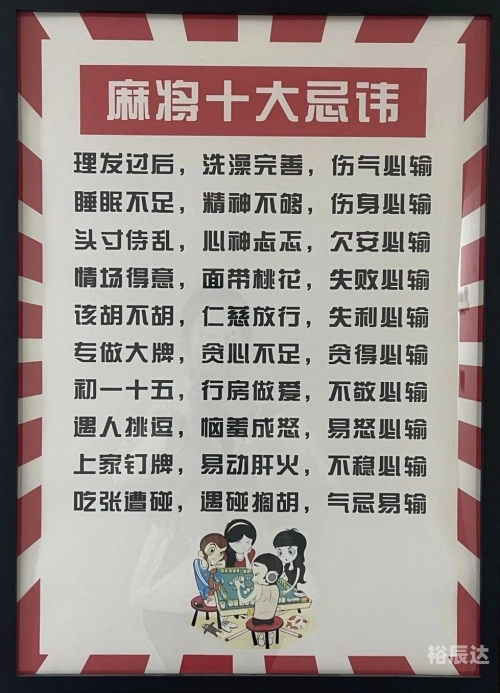 麻将十大忌讳
理发过后，洗澡完善，伤气必输
睡眠不足，精神不够，伤身必输
头寸侍乱，心神忐忑，欠安必输
情场得意，面带桃花，失败必输
该胡不胡，仁慈放行，失利必输
专做大牌，贪心不足，贪得必输
初一十五，行房做爱，不敬必输
遇人挑逗，恼羞成怒，易怒必输
上家钉牌，易动肝火，不稳必输
吃张遭碰，遇碰搁胡，气忌易输
裕辰达